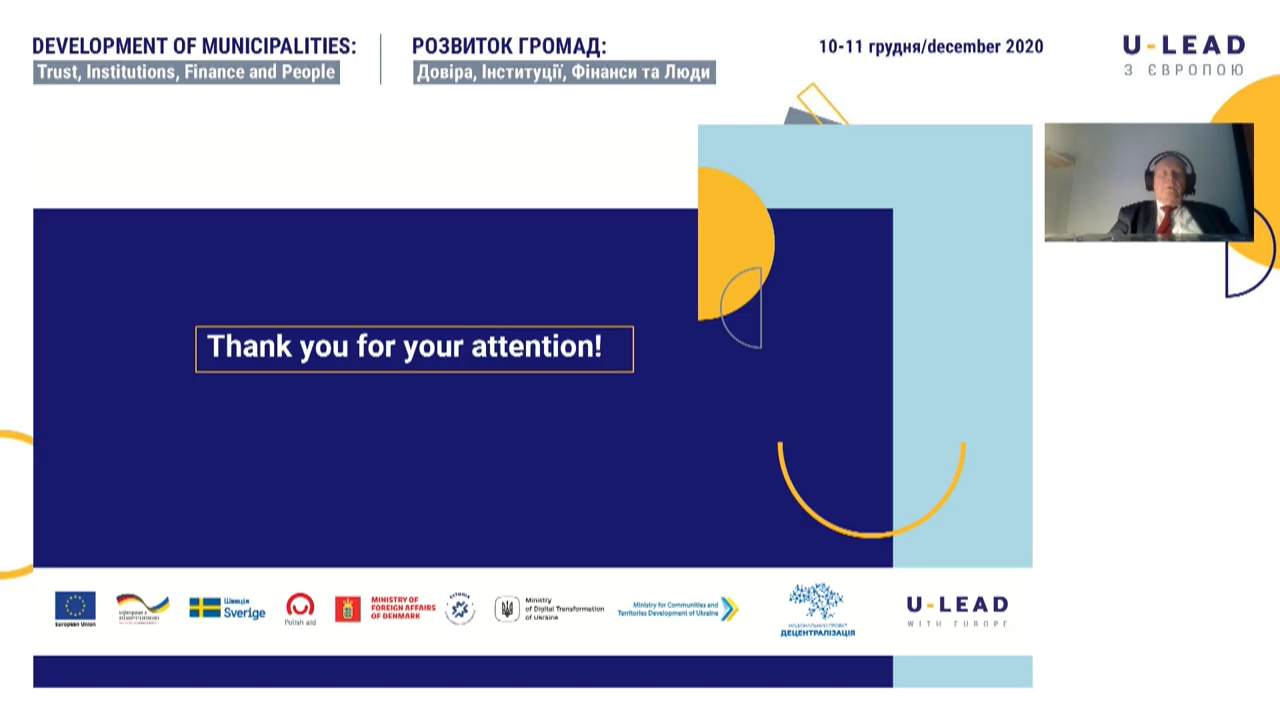 DEVELOPMENT OF MUNICIPALITIES:
Trust, Institutions, Finance and People
РОЗВИТОК ГРОМАД:
Довіра, Інституції, Фінанси та Люди
10-11 грудня/december 2020
U-LEAD
З ЄВРОПОЮ
Thank you for your attention!
European Union
Швеція
Sverige
Polish aid
MINISTRY OF
FOREIGN AFFAIRS
OF DENMARK
ESTONIA
Ministry
of Digital Transformation
of Ukraine
Ministry for Communities and
Territories Development of Ukraine
НАЦІОНАЛЬНИЙ ПРОЕКТ
ДЕЦЕНТРАЛІЗАЦІЯ
U-LEAD
WITH EUROPE